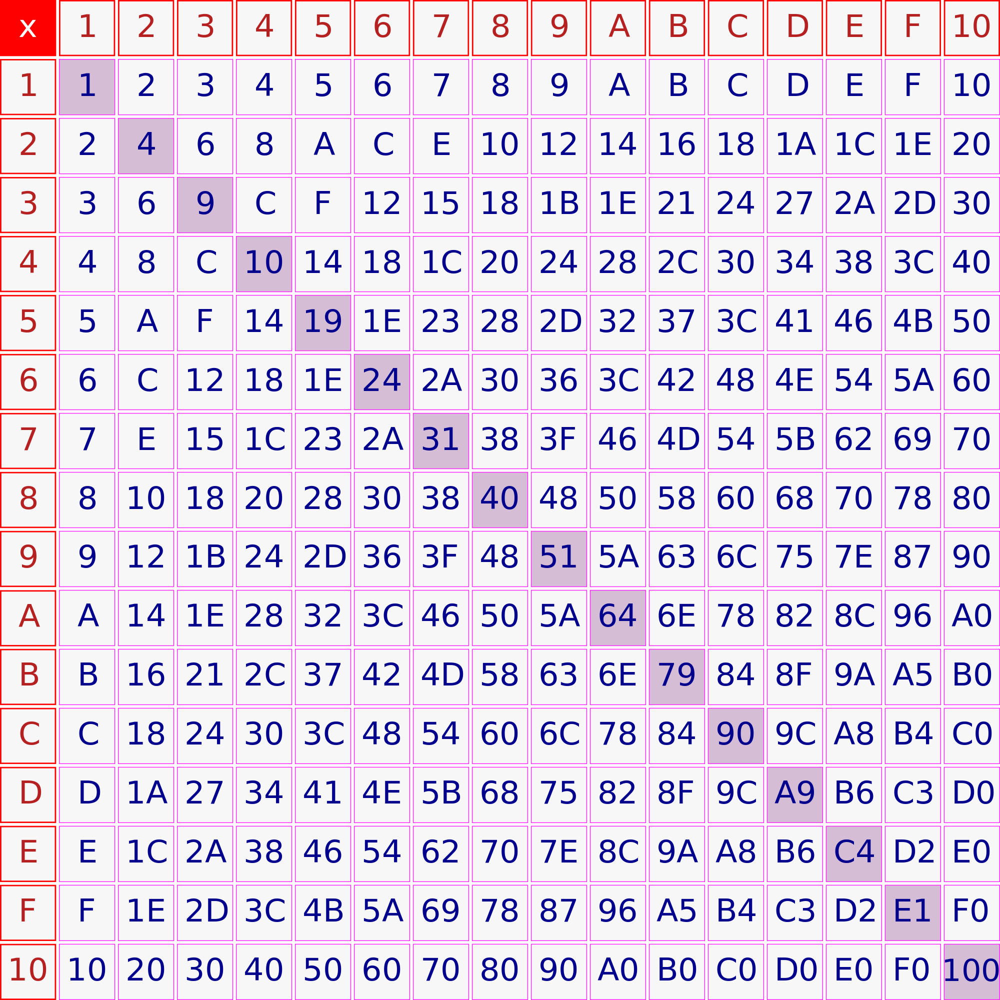 x 1 2 3 4 5 6 7 8 9 A B C D E F 10
1 1 2 3 4 5 6 7 8 9 A B C D E F 10
2 2 4 6 8 A C E 10 12 14 16 18 1A 1C 1E 20
3 3 6 9 C F 12 15 18 1B 1E 21 24 27 2A 2D 30
4 4 8 C 10 14 18 1C 20 24 28 2C 30 34 38 3C 40
5 5 A F 14 19 1E 23 28 2D 32 37 3C 41 46 4B 50
6 6 C 12 18 1E 24 2A 30 36 3C 42 48 4E 54 5A 60
7 7 E 15 1C 23 2A 31 38 3F 46 4D 54 5B 62 69 70
8 8 10 18 20 28 30 38 40 48 50 58 60 68 70 78 80
9 9 12 1B 24 2D 36 3F 48 51 5A 63 6C 75 7E 87 90
A A 14 1E 28 32 3C 46 50 5A 64 6E 78 82 8C 96 A0
B B 16 21 2C 37 42 4D 58 63 6E 79 84 8F 9A A5 B0
C C 18 24 30 3C 48 54 60 6C 78 84 90 9C A8 B4 C0
D D 1A 27 34 41 4E 5B 68 75 82 8F 9C A9 B6 C3 D0
E E 1C 2A 38 46 54 62 70 7E 8C 9A A8 B6 C4 D2 E0
F F 1E 2D 3C 4B 5A 69 78 87 96 A5 B4 C3 D2 E1 F0
10 10 20 30 40 50 60 70 80 90 A0 B0 C0 D0 E0 F0 100